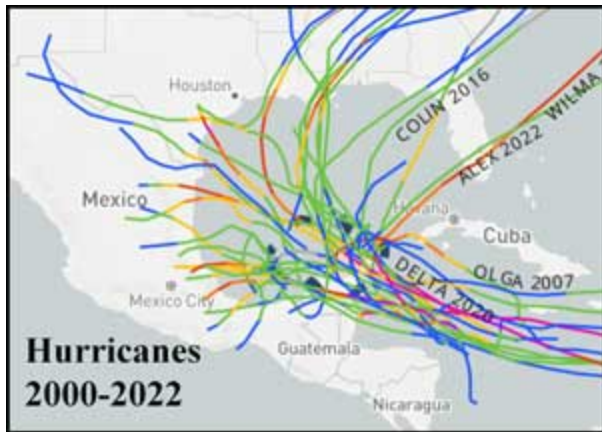 Houston
COLIN 2016
WILMA
ALEX 2022
Mexico
Havana
Cuba
OLGA 2007
DELTA 2020
Mexico City
Guatemala
Nicaragua
Hurricanes
2000-2022